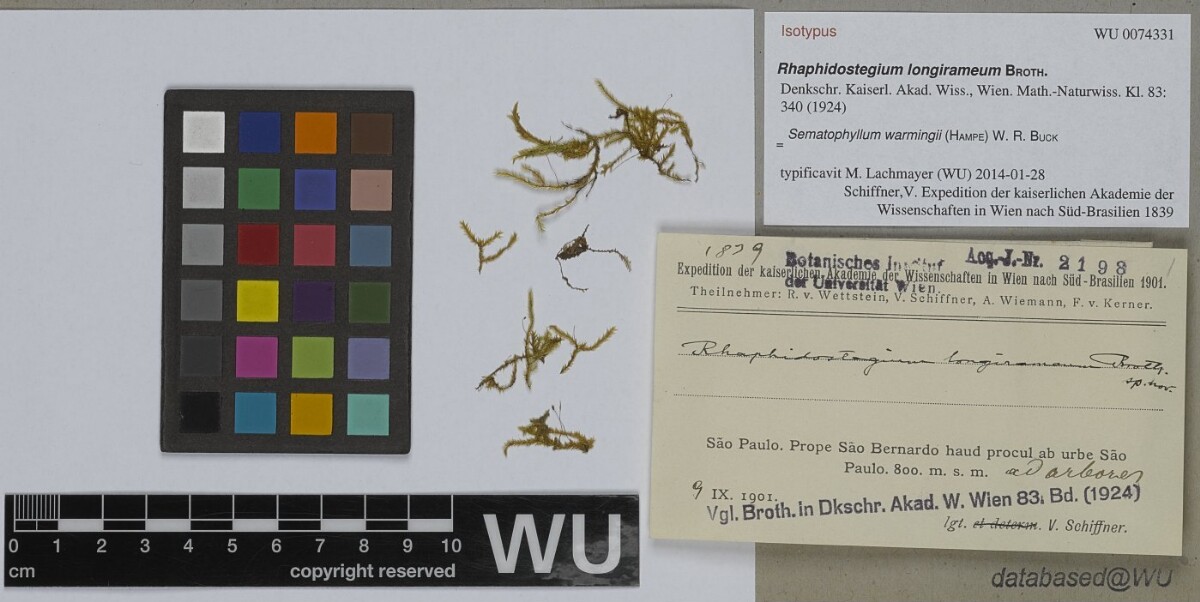 Isotypus
WU 0074331
Rhaphidostegium longirameum BROTH.
Denkschr. Kaiserl. Akad. Wiss., Wien. Math.-Naturwiss. Kl. 83:
340 (1924)
= Sematophyllum warmingii (HAMPE) W. R. BUCK
typificavit M. Lachmayer (WU) 2014-01-28
Schiffner,V. Expedition der kaiserlichen Akademie der
Wissenschaften in Wien nach Süd-Brasilien 1839
1839
Botanisches Institut
der Universität Wien.
Acq.-J.-Nr. 2198
Expedition der kaiserlichen Akademie der Wissenschaften in Wien nach Süd-Brasilien 1901.
Theilnehmer: R. v. Wettstein, V. Schiffner, A. Wiemann, F. v. Kerner.
Rhaphidostegium longirameum Broth.
sp. nov.
São Paulo. Prope São Bernardo haud procul ab urbe São
Paulo. 800. m. s. m. ad arbores
9 IX. 1901.
Vgl. Broth. in Dkschr. Akad. W. Wien 83. Bd. (1924)
lgt. et determ. V. Schiffner.
0 1 2 3 4 5 6 7 8 9 10
cm
copyright reserved
WU
databased@WU